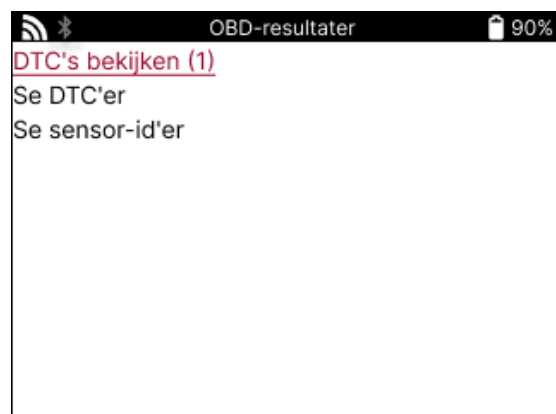 OBD-resultater 90%
DTC's bekijken (1)
Se DTC'er
Se sensor-id'er